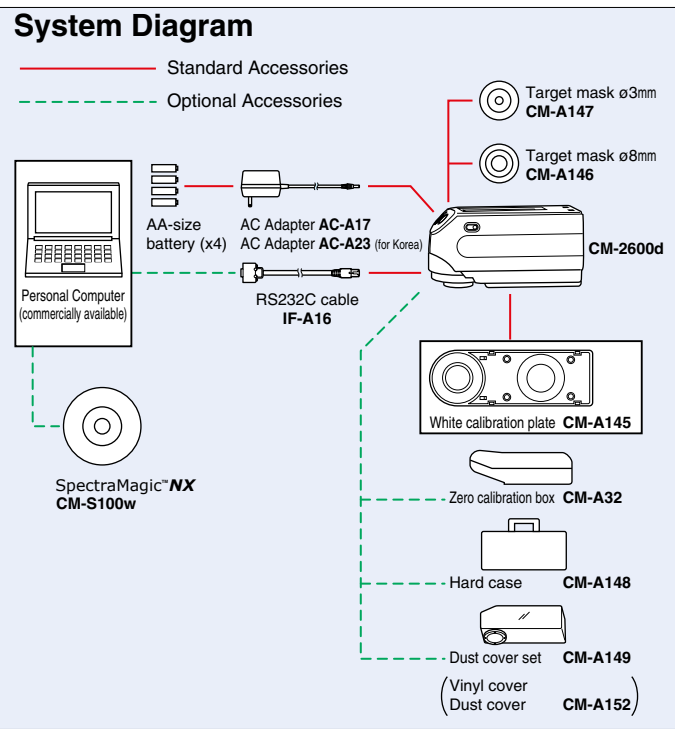 System Diagram
Standard Accessories
Optional Accessories
Target mask ø3mm
CM-A147
Target mask ø8mm
CM-A146
AA-size
battery (x4)
AC Adapter AC-A17
AC Adapter AC-A23 (for Korea)
CM-2600d
Personal Computer
(commercially available)
RS232C cable
IF-A16
White calibration plate CM-A145
SpectraMagic™NX
CM-S100w
Zero calibration box CM-A32
Hard case CM-A148
Dust cover set CM-A149
(Vinyl cover
Dust cover CM-A152)